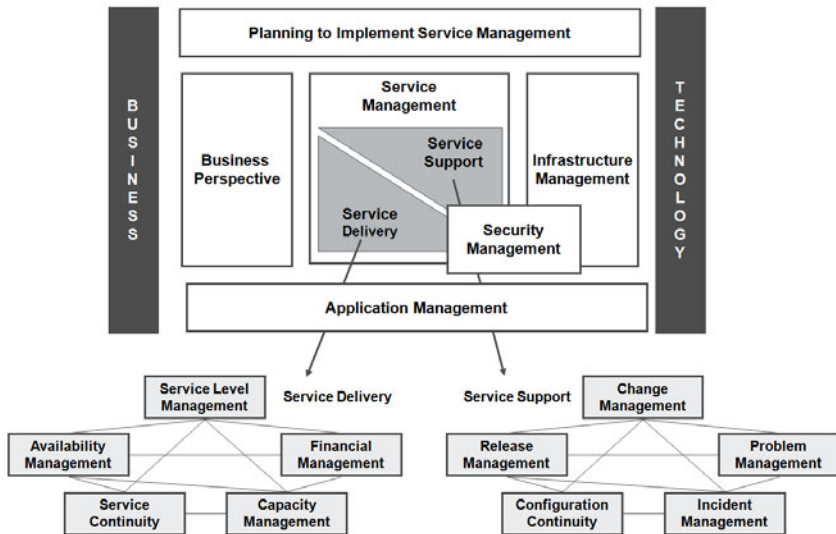 Planning to Implement Service Management
BUSINESS
TECHNOLOGY
Service
Management
Business
Perspective
Service
Support
Infrastructure
Management
Service
Delivery
Security
Management
Application Management
Service Level
Management
Service Delivery
Service Support
Change
Management
Availability
Management
Financial
Management
Release
Management
Problem
Management
Service
Continuity
Capacity
Management
Configuration
Continuity
Incident
Management